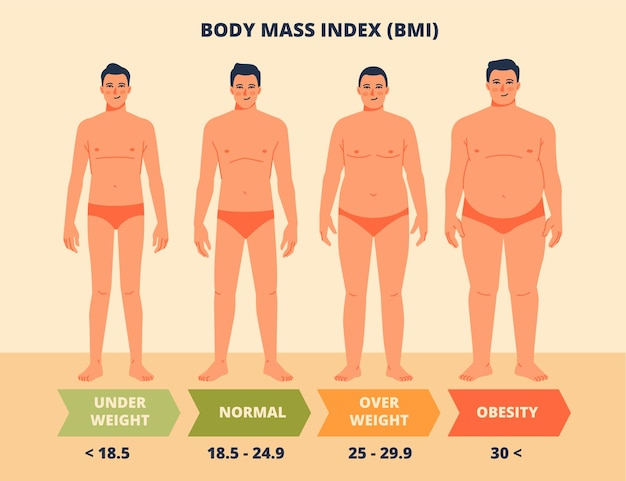 BODY MASS INDEX (BMI)
UNDER
WEIGHT
NORMAL
OVER
WEIGHT
OBESITY
< 18.5
18.5 - 24.9
25 - 29.9
30 <